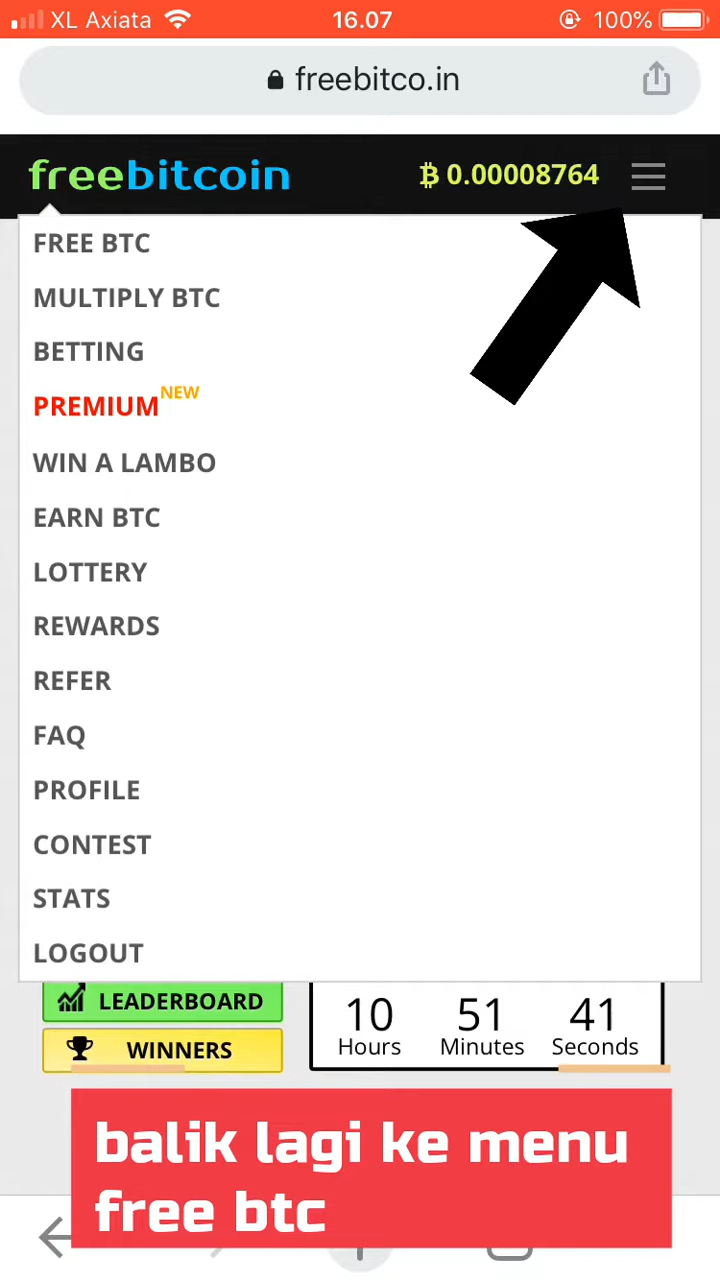 XL Axiata 16.07 100%
freebitco.in
freebitcoin ₿ 0.00008764
FREE BTC
MULTIPLY BTC
BETTING
PREMIUM NEW
WIN A LAMBO
EARN BTC
LOTTERY
REWARDS
REFER
FAQ
PROFILE
CONTEST
STATS
LOGOUT
LEADERBOARD
WINNERS
10 51 41
Hours Minutes Seconds
balik lagi ke menu
free btc